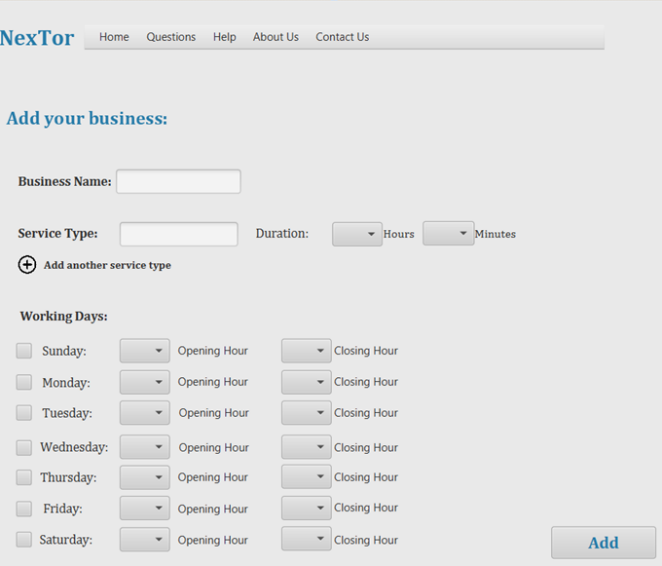 NexTor Home Questions Help About Us Contact Us
Add your business:
Business Name:
Service Type: Duration: Hours Minutes
Add another service type
Working Days:
Sunday: Opening Hour Closing Hour
Monday: Opening Hour Closing Hour
Tuesday: Opening Hour Closing Hour
Wednesday: Opening Hour Closing Hour
Thursday: Opening Hour Closing Hour
Friday: Opening Hour Closing Hour
Saturday: Opening Hour Closing Hour
Add